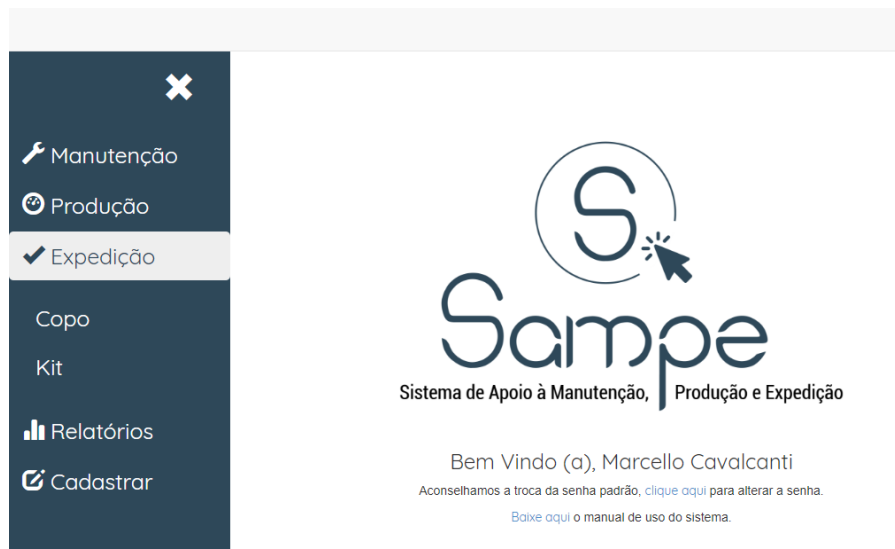 Manutenção
Produção
Expedição
Copo
Kit
Relatórios
Cadastrar
S
Sampe
Sistema de Apoio à Manutenção, Produção e Expedição
Bem Vindo (a), Marcello Cavalcanti
Aconselhamos a troca da senha padrão, clique aqui para alterar a senha.
Baixe aqui o manual de uso do sistema.